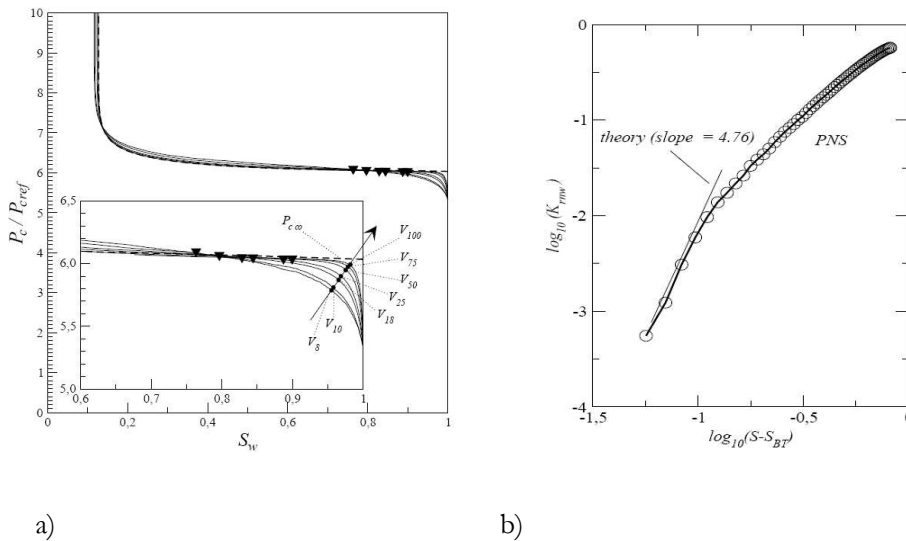 10
9
8
7
6
5
4
3
2
1
0
P_c / P_cref
0 0,2 0,4 0,6 0,8 1
S_w
6,5
6,0
5,5
5,0
0,6 0,7 0,8 0,9 1
P_c ∞
V_100
V_75
V_50
V_25
V_18
V_10
V_8
a)
0
-1
-2
-3
-4
log_10(K_rnw)
theory (slope = 4.76)
PNS
-1,5 -1 -0,5 0
log_10(S-S_BT)
b)